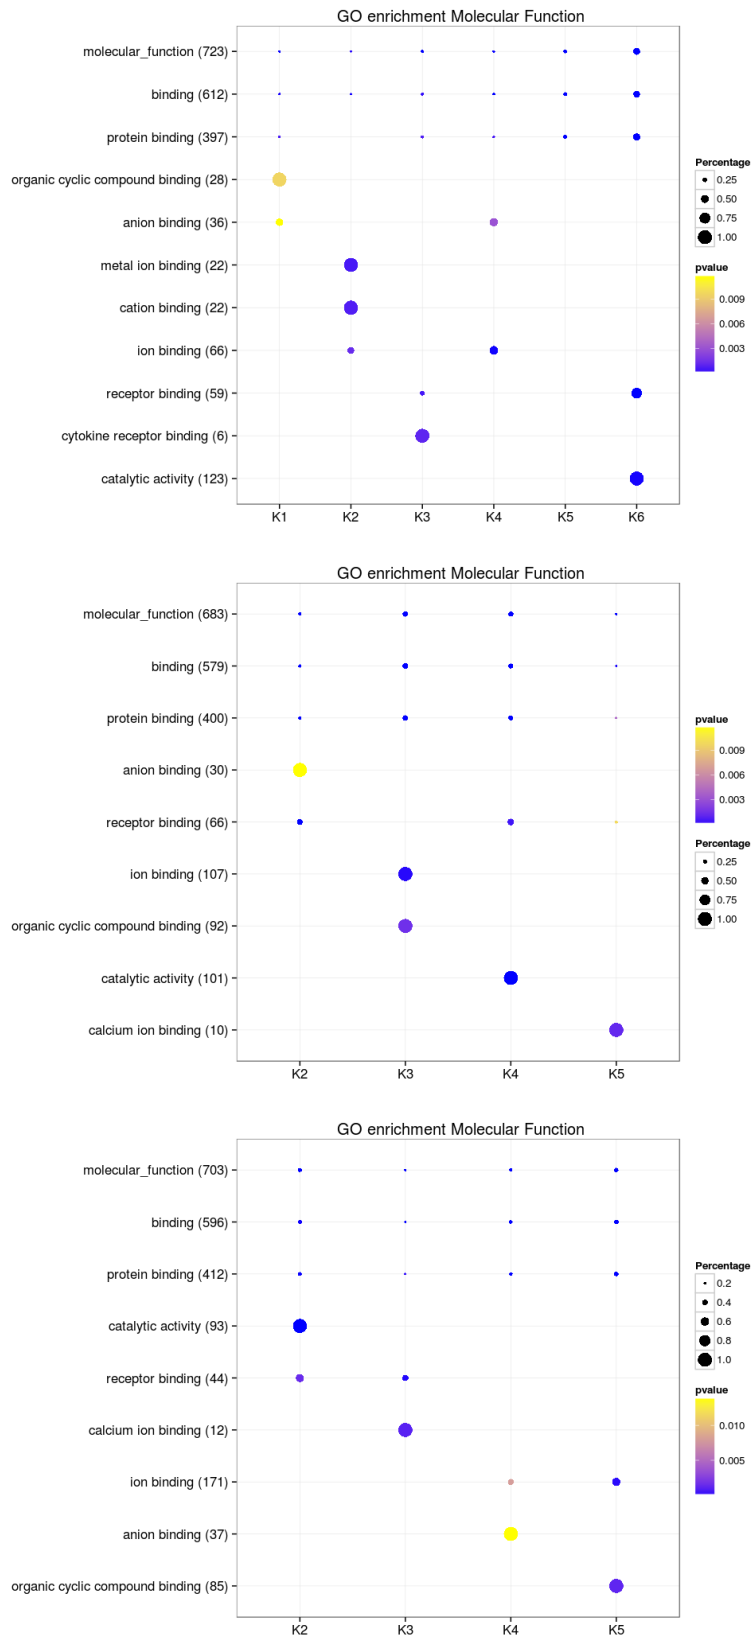 GO enrichment Molecular Function
molecular_function (723)
binding (612)
protein binding (397)
organic cyclic compound binding (28)
anion binding (36)
metal ion binding (22)
cation binding (22)
ion binding (66)
receptor binding (59)
cytokine receptor binding (6)
catalytic activity (123)
K1 K2 K3 K4 K5 K6
Percentage
0.25
0.50
0.75
1.00
pvalue
0.009
0.006
0.003
GO enrichment Molecular Function
molecular_function (683)
binding (579)
protein binding (400)
anion binding (30)
receptor binding (66)
ion binding (107)
organic cyclic compound binding (92)
catalytic activity (101)
calcium ion binding (10)
K2 K3 K4 K5
pvalue
0.009
0.006
0.003
Percentage
0.25
0.50
0.75
1.00
GO enrichment Molecular Function
molecular_function (703)
binding (596)
protein binding (412)
catalytic activity (93)
receptor binding (44)
calcium ion binding (12)
ion binding (171)
anion binding (37)
organic cyclic compound binding (85)
K2 K3 K4 K5
Percentage
0.2
0.4
0.6
0.8
1.0
pvalue
0.010
0.005